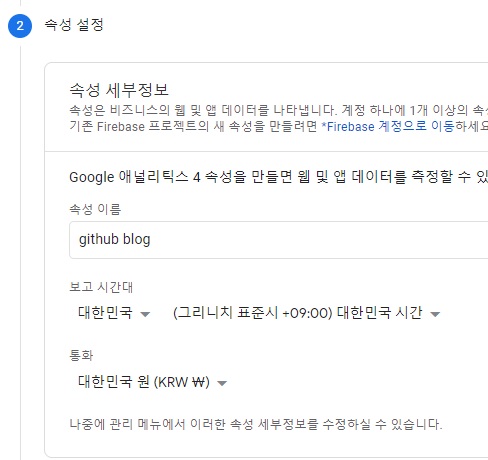 2 속성 설정
속성 세부정보
속성은 비즈니스의 웹 및 앱 데이터를 나타냅니다. 계정 하나에 1개 이상의
기존 Firebase 프로젝트의 새 속성을 만들려면 *Firebase 계정으로 이동하세요
Google 애널리틱스 4 속성을 만들면 웹 및 앱 데이터를 측정할 수
속성 이름
github blog
보고 시간대
대한민국 (그리니치 표준시 +09:00) 대한민국 시간
통화
대한민국 원 (KRW ₩)
나중에 관리 메뉴에서 이러한 속성 세부정보를 수정하실 수 있습니다.